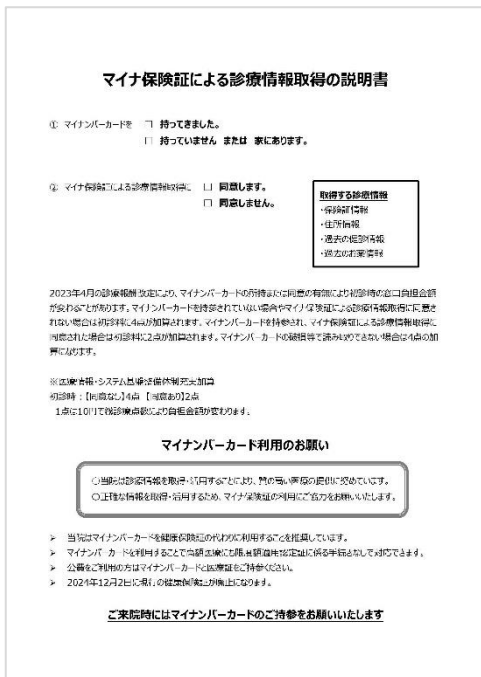 マイナ保険証による診療情報取得の説明書
① マイナンバーカードを □ 持ってきました。
□ 持っていません または 家にあります。
② マイナ保険証による診療情報取得に □ 同意します。
□ 同意しません。
取得する診療情報
・保険証情報
・住所情報
・過去の健診情報
・過去のお薬情報
2023年4月の診療報酬改定により、マイナンバーカードの所持または同意の有無により初診時の窓口負担金額
が変わることがあります。マイナンバーカードを持参されていない場合やマイナ保険証による診療情報取得に同意さ
れない場合は初診料に4点が加算されます。マイナンバーカードを持参され、マイナ保険証による診療情報取得に
同意された場合は初診料に2点が加算されます。マイナンバーカードの破損等で読み取りできない場合は4点の加
算になります。
※医療情報・システム基盤整備体制充実加算
初診時:【同意なし】4点 【同意あり】2点
1点は10円で診療点数により負担金額が変わります。
マイナンバーカード利用のお願い
○当院は診療情報を取得・活用することにより、質の高い医療の提供に努めています。
○正確な情報を取得・活用するため、マイナ保険証の利用にご協力をお願いいたします。
➢ 当院はマイナンバーカードを健康保険証の代わりに利用することを推奨しています。
➢ マイナンバーカードを利用することで高額医療にも限度額適用認定証に係る手続きなしで対応できます。
➢ 公費をご利用の方はマイナンバーカードと医療証をご持参ください。
➢ 2024年12月2日に現行の健康保険証が廃止になります。
ご来院時にはマイナンバーカードのご持参をお願いいたします